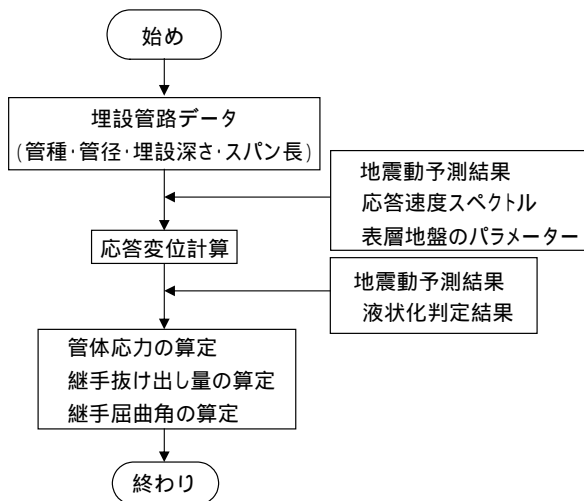 始め
埋設管路データ
(管種・管径・埋設深さ・スパン長)
地震動予測結果
応答速度スペクトル
表層地盤のパラメーター
応答変位計算
地震動予測結果
液状化判定結果
管体応力の算定
継手抜け出し量の算定
継手屈曲角の算定
終わり